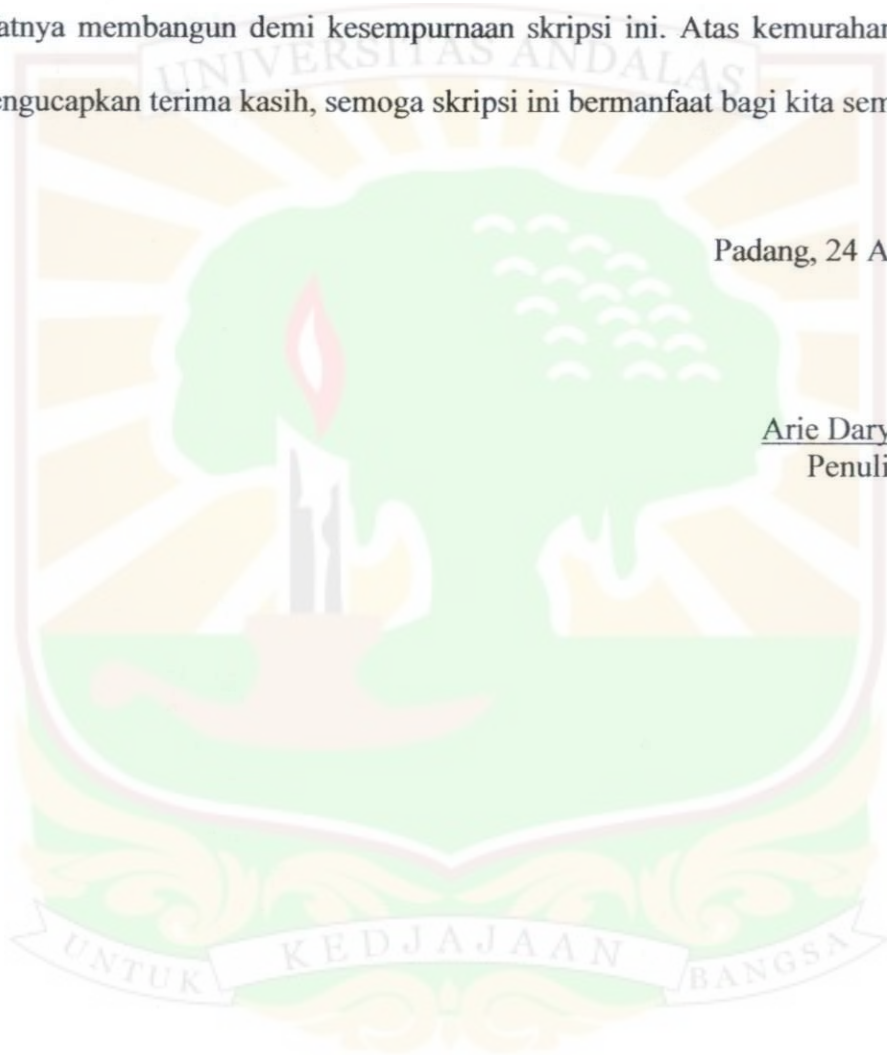 atnya membangun demi kesempurnaan skripsi ini. Atas kemurahan
UNIVERSITAS ANDALAS
engucapkan terima kasih, semoga skripsi ini bermanfaat bagi kita sem
Padang, 24 A
Arie Dary
Penuli
UNTUK KEDJAJAAN BANGSA